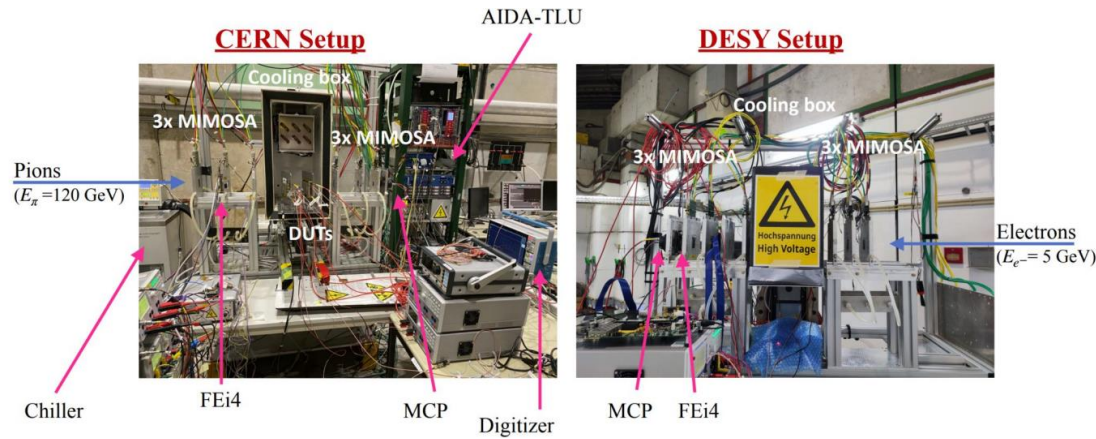 AIDA-TLU
CERN Setup
DESY Setup
Cooling box
3x MIMOSA
3x MIMOSA
Pions
(Eπ =120 GeV)
DUTs
Chiller
FEi4
MCP
Digitizer
Cooling box
3x MIMOSA
3x MIMOSA
Hochspannung
High Voltage
Electrons
(Ee−= 5 GeV)
MCP
FEi4